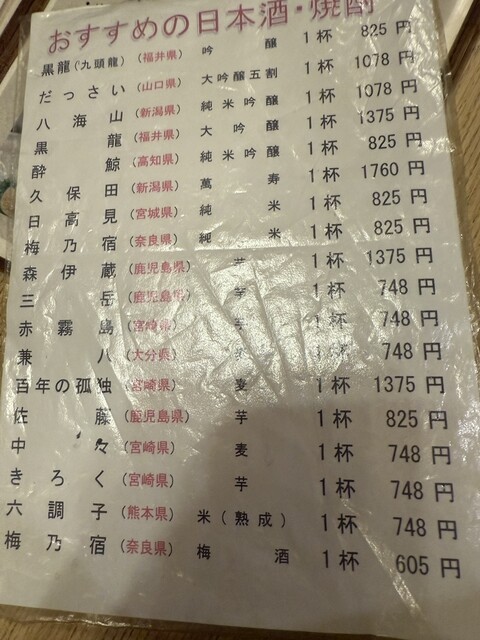 おすすめの日本酒・焼酎
黒龍(九頭龍) (福井県) 吟醸 1杯 825円
だっさい (山口県) 大吟醸五割 1杯 1078円
八海山 (新潟県) 純米吟醸 1杯 1078円
黒龍 (福井県) 大吟醸 1杯 1375円
酔鯨 (高知県) 純米吟醸 1杯 825円
久保田 (新潟県) 萬寿 1杯 1760円
日高見 (宮城県) 純米 1杯 825円
梅乃宿 (奈良県) 純米 1杯 825円
森伊蔵 (鹿児島県) 芋 1杯 1375円
三岳 (鹿児島県) 芋 1杯 748円
赤霧島 (宮崎県) 芋 1杯 748円
兼八 (大分県) 1杯 748円
百年の孤独 (宮崎県) 麦 1杯 1375円
佐藤 (鹿児島県) 芋 1杯 825円
中々 (宮崎県) 麦 1杯 748円
きろく (宮崎県) 芋 1杯 748円
六調子 (熊本県) 米(熟成) 1杯 748円
梅乃宿 (奈良県) 梅酒 1杯 605円